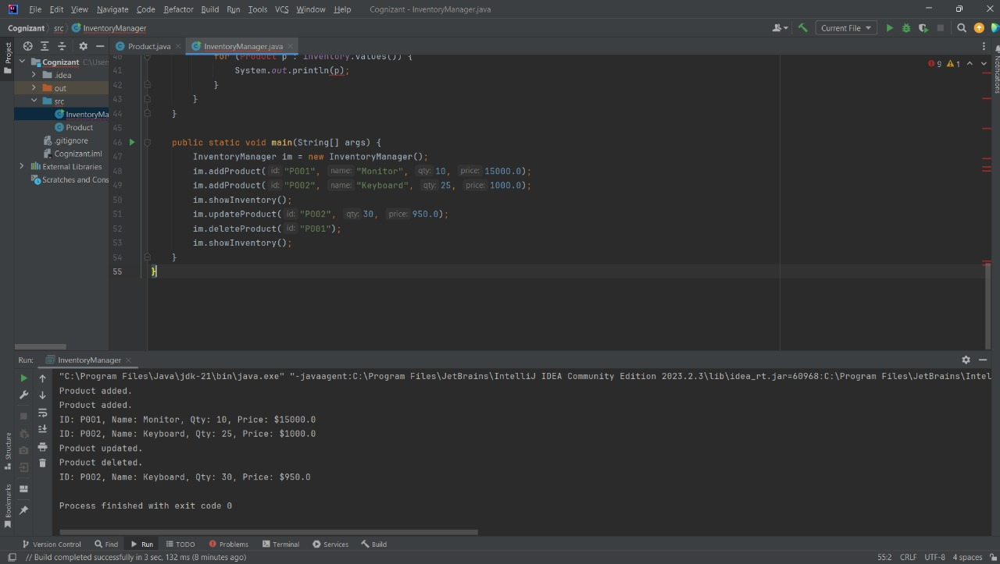 File Edit View Navigate Code Refactor Build Run Tools VCS Window Help Cognizant - InventoryManager.java
Cognizant src InventoryManager Current File
Project Product.java InventoryManager.java
Cognizant C:\User
.idea
out
src
InventoryMa
Product
.gitignore
Cognizant.iml
External Libraries
Scratches and Cons
9 1
Notifications
40 for (Product p : inventory.values()) {
41 System.out.println(p);
42 }
43 }
44 }
45
46 public static void main(String[] args) {
47 InventoryManager im = new InventoryManager();
48 im.addProduct( id: "P001", name: "Monitor", qty: 10, price: 15000.0);
49 im.addProduct( id: "P002", name: "Keyboard", qty: 25, price: 1000.0);
50 im.showInventory();
51 im.updateProduct( id: "P002", qty: 30, price: 950.0);
52 im.deleteProduct( id: "P001");
53 im.showInventory();
54 }
55 }
Run: InventoryManager
"C:\Program Files\Java\jdk-21\bin\java.exe" "-javaagent:C:\Program Files\JetBrains\IntelliJ IDEA Community Edition 2023.2.3\lib\idea_rt.jar=60968:C:\Program Files\JetBrains\Intel
Product added.
Product added.
ID: P001, Name: Monitor, Qty: 10, Price: $15000.0
ID: P002, Name: Keyboard, Qty: 25, Price: $1000.0
Product updated.
Product deleted.
ID: P002, Name: Keyboard, Qty: 30, Price: $950.0
Process finished with exit code 0
Structure
Bookmarks
Version Control Find Run TODO Problems Terminal Services Build
// Build completed successfully in 3 sec, 132 ms (8 minutes ago) 55:2 CRLF UTF-8 4 spaces